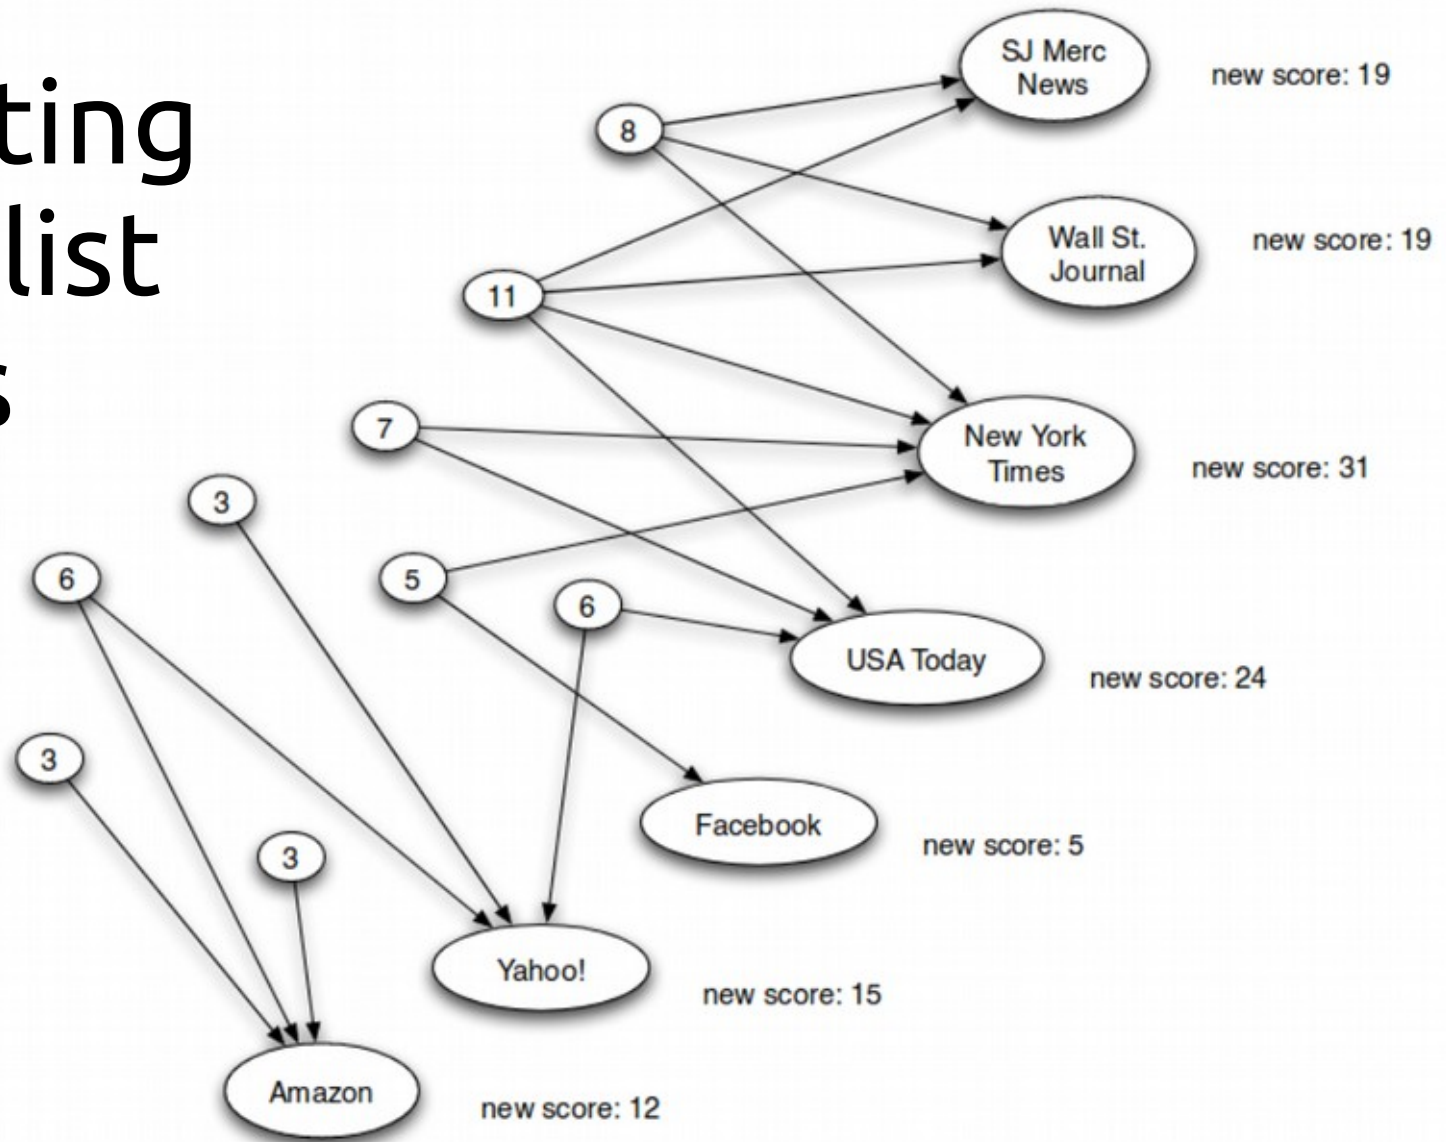 ting
list
s
SJ Merc
News
new score: 19
8
Wall St.
Journal
new score: 19
11
7
New York
Times
new score: 31
3
6
5
6
USA Today
new score: 24
3
Facebook
new score: 5
3
Yahoo!
new score: 15
Amazon
new score: 12